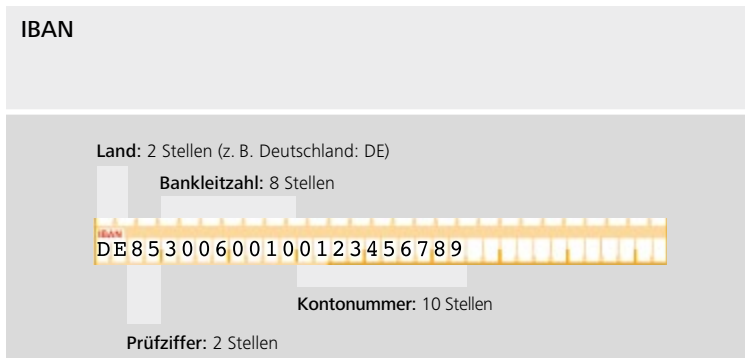 IBAN
Land: 2 Stellen (z. B. Deutschland: DE)
Bankleitzahl: 8 Stellen
IBAN
DE85300600100123456789
Kontonummer: 10 Stellen
Prüfziffer: 2 Stellen